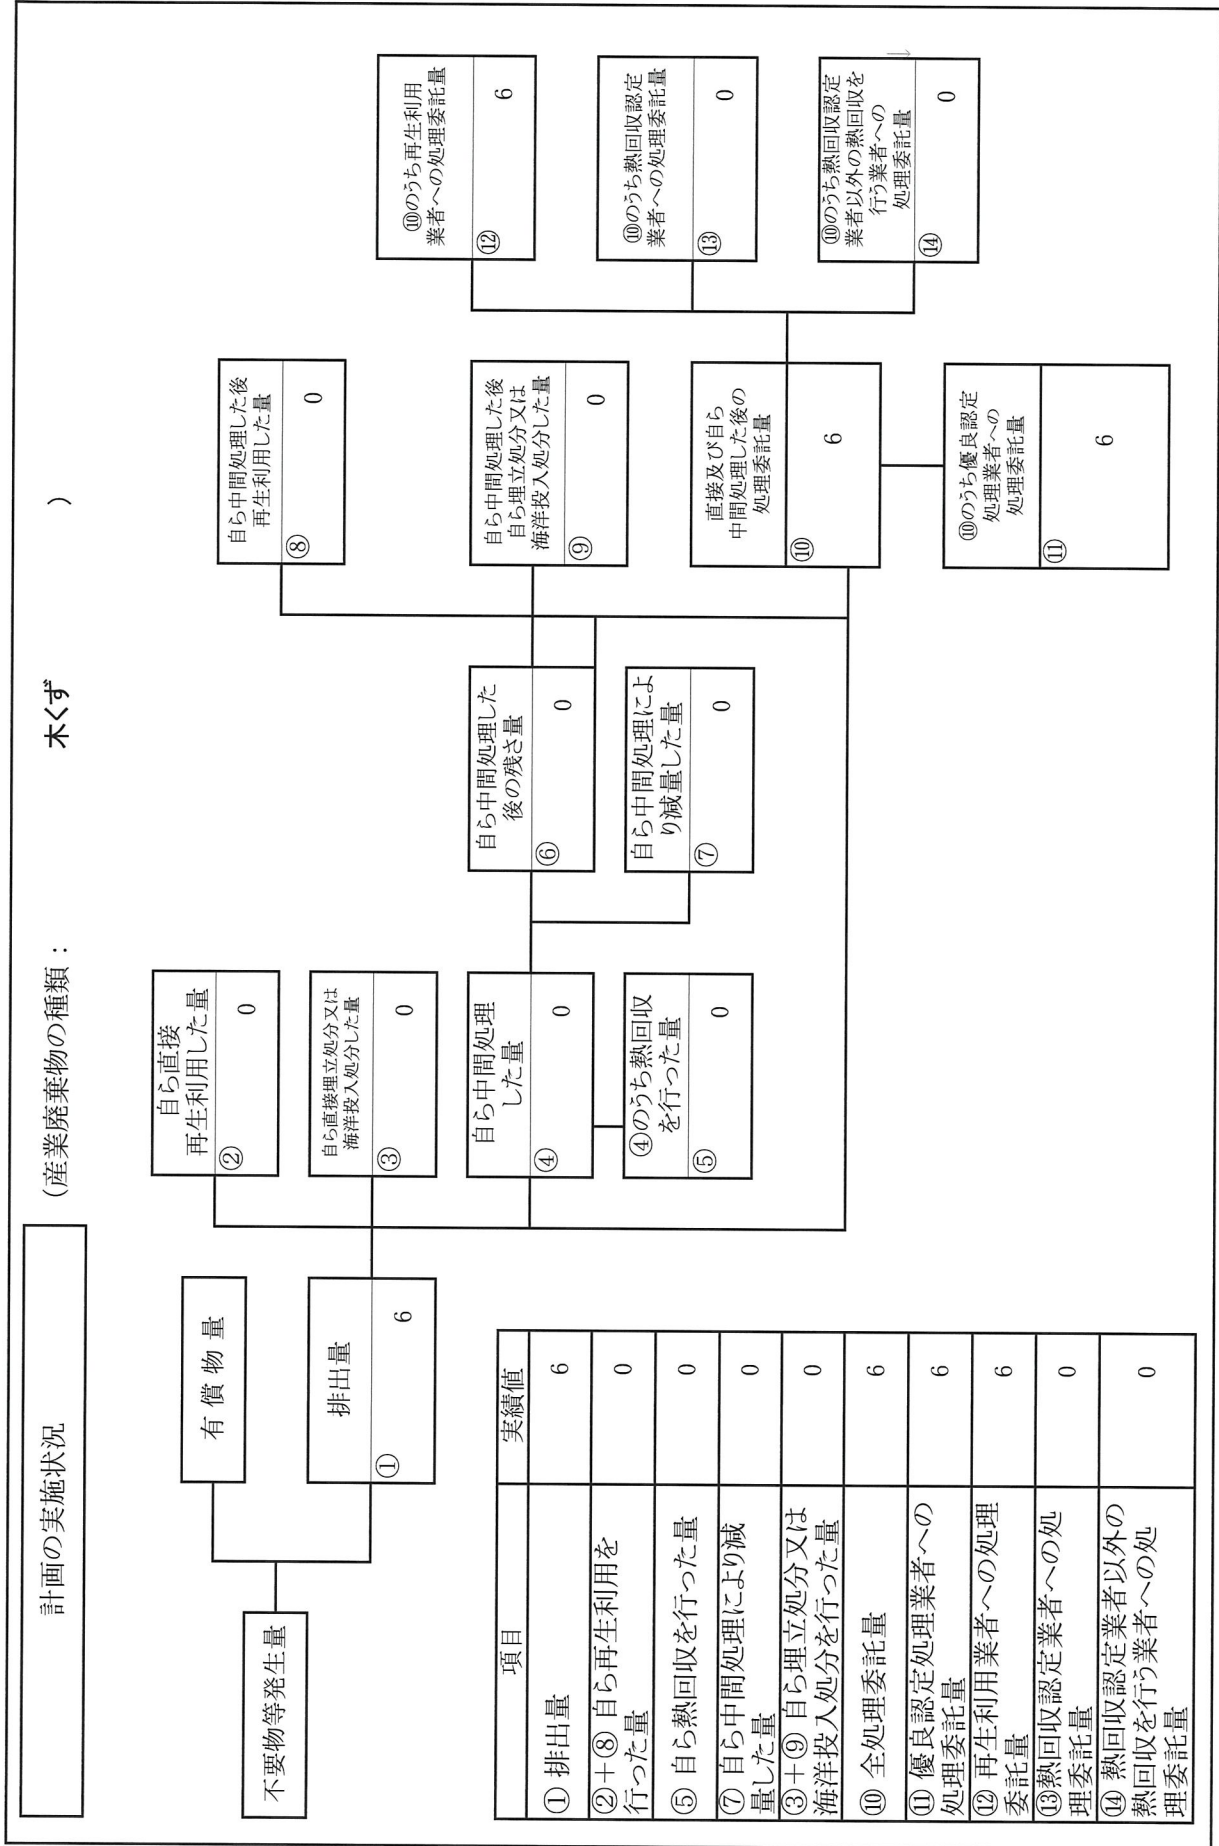 計画の実施状況
(産業廃棄物の種類： 木くず )
不要物等発生量
有償物量
排出量
① 6
自ら直接
再生利用した量
② 0
自ら直接埋立処分又は
海洋投入処分した量
③ 0
自ら中間処理
した量
④ 0
④のうち熱回収
を行った量
⑤ 0
自ら中間処理した
後の残さ量
⑥ 0
自ら中間処理によ
り減量した量
⑦ 0
自ら中間処理した後
再生利用した量
⑧ 0
自ら中間処理した後
自ら埋立処分又は
海洋投入処分した量
⑨ 0
直接及び自ら
中間処理した後の
処理委託量
⑩ 6
⑩のうち優良認定
処理業者への
処理委託量
⑪ 6
⑩のうち再生利用
業者への処理委託量
⑫ 6
⑩のうち熱回収認定
業者への処理委託量
⑬ 0
⑩のうち熱回収認定
業者以外の熱回収を
行う業者への
処理委託量
⑭ 0
項目 実績値
① 排出量 6
②＋⑧ 自ら再生利用を
行った量 0
⑤ 自ら熱回収を行った量 0
⑦ 自ら中間処理により減
量した量 0
③＋⑨ 自ら埋立処分又は
海洋投入処分を行った量 0
⑩ 全処理委託量 6
⑪ 優良認定処理業者への
処理委託量 6
⑫ 再生利用業者への処理
委託量 6
⑬熱回収認定業者への処
理委託量 0
⑭ 熱回収認定業者以外の
熱回収を行う業者への処
理委託量 0